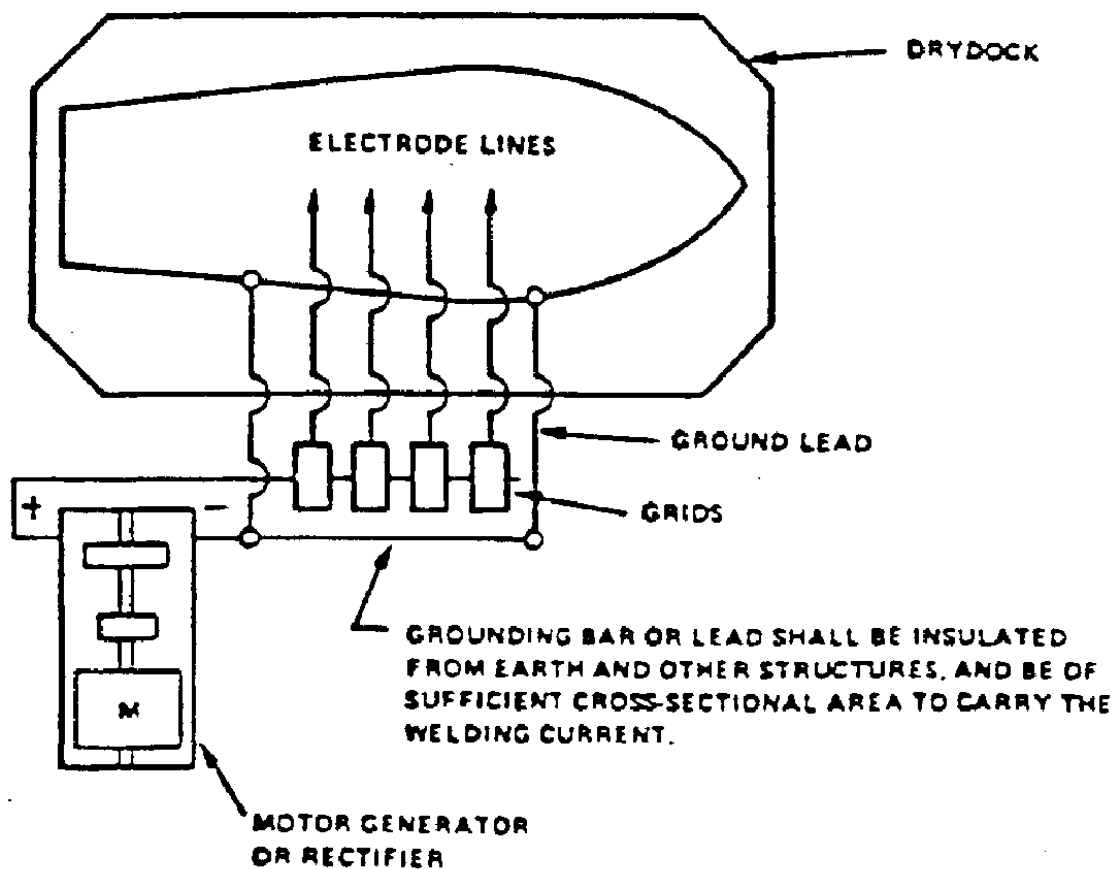 DRYDOCK
ELECTRODE LINES
GROUND LEAD
GRIDS
+
−
GROUNDING BAR OR LEAD SHALL BE INSULATED
FROM EARTH AND OTHER STRUCTURES, AND BE OF
SUFFICIENT CROSS-SECTIONAL AREA TO CARRY THE
WELDING CURRENT.
M
MOTOR GENERATOR
OR RECTIFIER